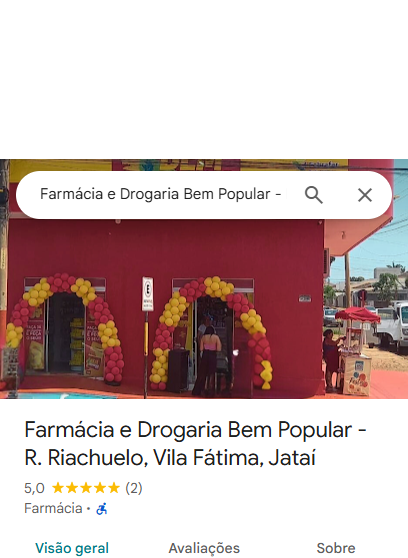 Farmácia e Drogaria Bem Popular -
Farmácia e Drogaria Bem Popular -
R. Riachuelo, Vila Fátima, Jataí
5,0 (2)
Farmácia ·
Visão geral Avaliações Sobre